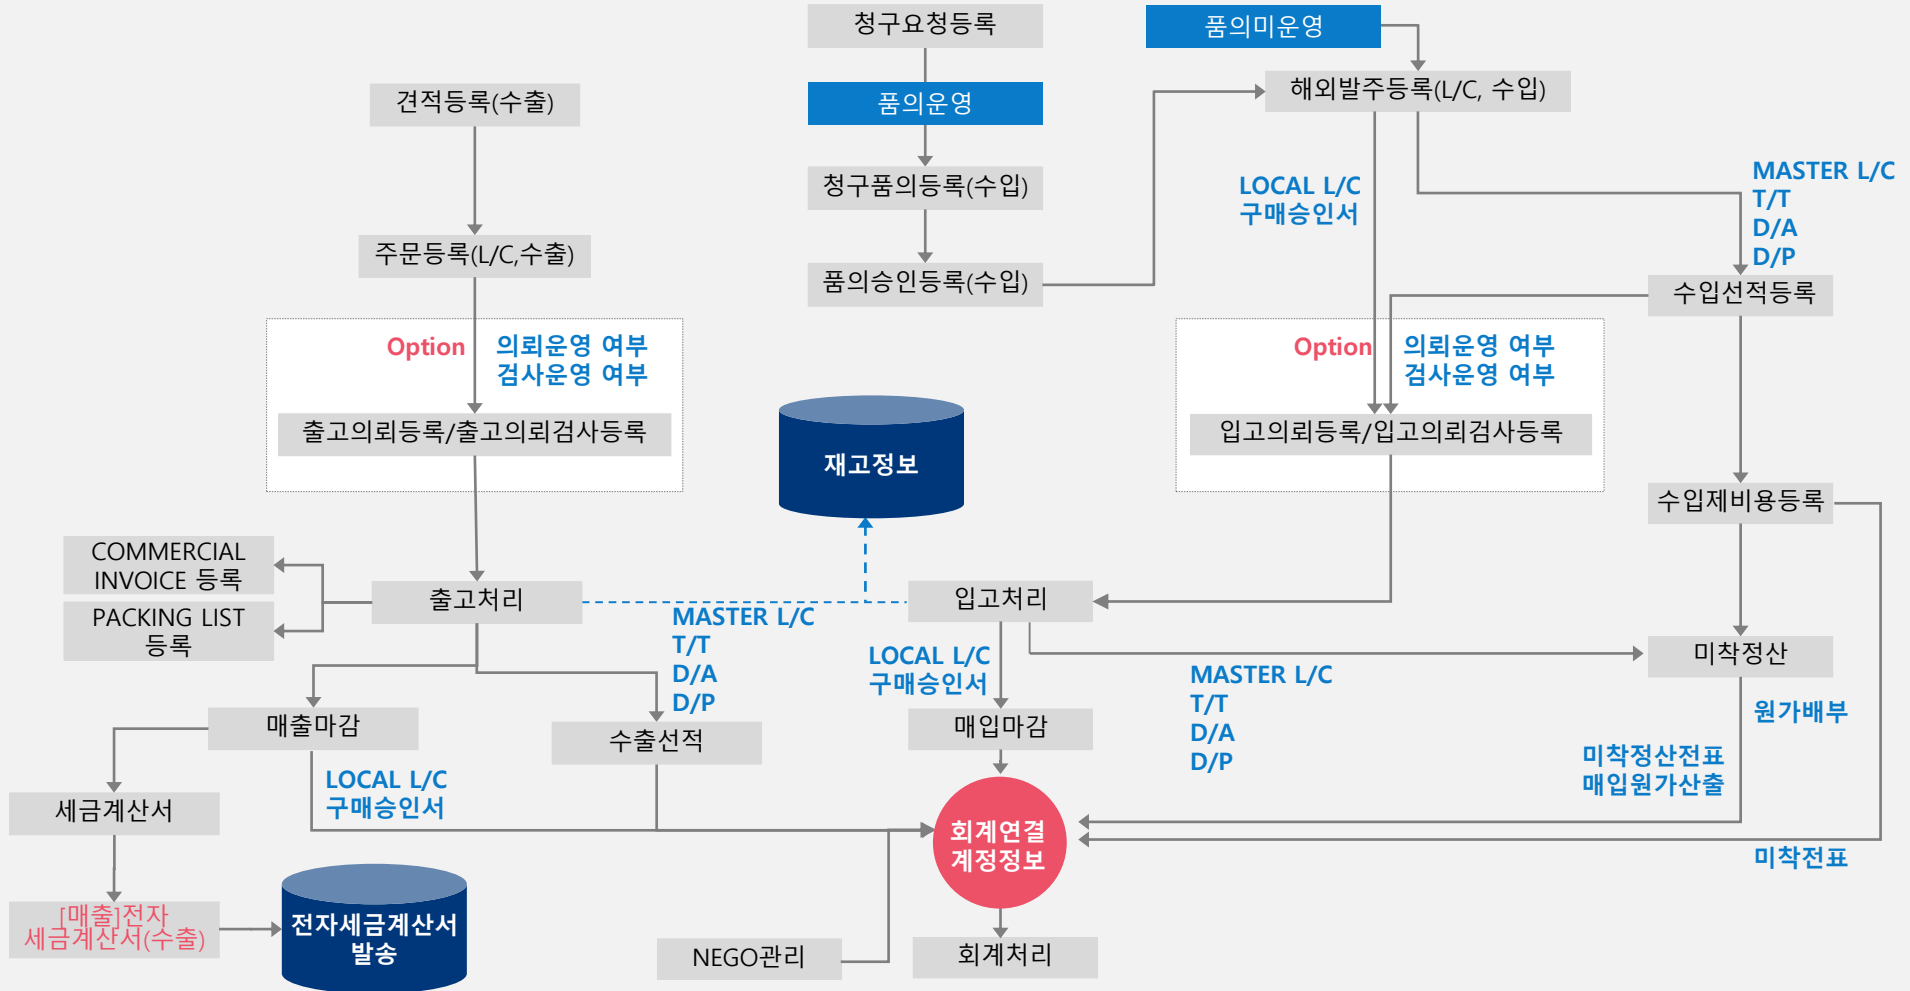 청구요청등록
품의미운영
견적등록(수출)
품의운영
해외발주등록(L/C, 수입)
청구품의등록(수입)
LOCAL L/C
구매승인서
MASTER L/C
T/T
D/A
D/P
주문등록(L/C,수출)
품의승인등록(수입)
수입선적등록
Option
의뢰운영 여부
검사운영 여부
Option
의뢰운영 여부
검사운영 여부
출고의뢰등록/출고의뢰검사등록
재고정보
입고의뢰등록/입고의뢰검사등록
수입제비용등록
COMMERCIAL
INVOICE 등록
PACKING LIST
등록
출고처리
입고처리
MASTER L/C
T/T
D/A
D/P
LOCAL L/C
구매승인서
MASTER L/C
T/T
D/A
D/P
미착정산
원가배부
매출마감
수출선적
매입마감
미착정산전표
매입원가산출
LOCAL L/C
구매승인서
세금계산서
회계연결
계정정보
미착전표
[매출]전자
세금계산서(수출)
전자세금계산서
발송
NEGO관리
회계처리